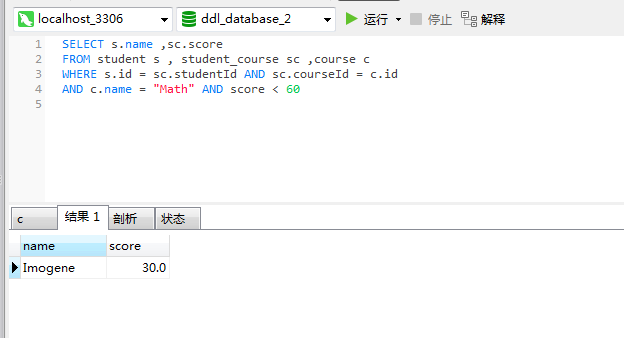 localhost_3306 ddl_database_2 运行 停止 解释
1 SELECT s.name ,sc.score
2 FROM student s , student_course sc ,course c
3 WHERE s.id = sc.studentId AND sc.courseId = c.id
4 AND c.name = "Math" AND score < 60
5
c 结果 1 剖析 状态
name score
Imogene 30.0